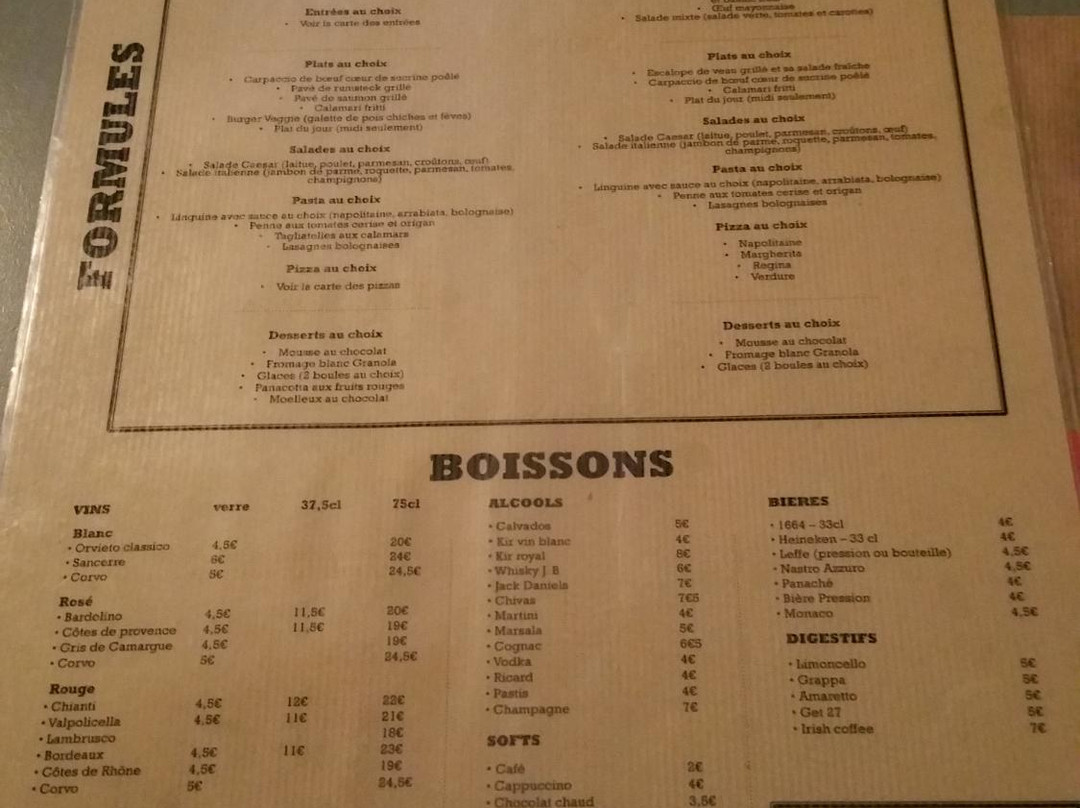 FORMULES
Entrées au choix
• Voir la carte des entrées
Plats au choix
• Carpaccio de bœuf cœur de sucrine poêlé
• Pavé de rumsteck grillé
• Pavé de saumon grillé
• Calamari fritti
• Burger Veggie (galette de pois chiches et fèves)
• Plat du jour (midi seulement)
Salades au choix
• Salade Caesar (laitue, poulet, parmesan, croûtons, œuf)
• Salade italienne (jambon de parme, roquette, parmesan, tomates,
champignons)
Pasta au choix
• Linguine avec sauce au choix (napolitaine, arrabiata, bolognaise)
• Penne aux tomates cerise et origan
• Tagliatelles aux calamars
• Lasagnes bolognaises
Pizza au choix
• Voir la carte des pizzas
Desserts au choix
• Mousse au chocolat
• Fromage blanc Granola
• Glaces (2 boules au choix)
• Panacotta aux fruits rouges
• Moelleux au chocolat
• Œuf mayonnaise
• Salade mixte (salade verte, tomates et carottes)
Plats au choix
• Escalope de veau grillé et sa salade fraîche
• Carpaccio de bœuf cœur de sucrine poêlé
• Calamari fritti
• Plat du jour (midi seulement)
Salades au choix
• Salade Caesar (laitue, poulet, parmesan, croûtons, œuf)
• Salade italienne (jambon de parme, roquette, parmesan, tomates,
champignons)
Pasta au choix
• Linguine avec sauce au choix (napolitaine, arrabiata, bolognaise)
• Penne aux tomates cerise et origan
• Lasagnes bolognaises
Pizza au choix
• Napolitaine
• Margherita
• Regina
• Verdure
Desserts au choix
• Mousse au chocolat
• Fromage blanc Granola
• Glaces (2 boules au choix)
BOISSONS
VINS verre 37,5cl 75cl
Blanc
• Orvieto classico 4,5€ 20€
• Sancerre 6€ 24€
• Corvo 5€ 24,5€
Rosé
• Bardolino 4,5€ 11,5€ 20€
• Côtes de provence 4,5€ 11,5€ 19€
• Gris de Camargue 4,5€ 19€
• Corvo 5€ 24,5€
Rouge
• Chianti 4,5€ 12€ 22€
• Valpolicella 4,5€ 11€ 21€
• Lambrusco 18€
• Bordeaux 4,5€ 11€ 23€
• Côtes de Rhône 4,5€ 19€
• Corvo 5€ 24,5€
ALCOOLS
• Calvados 5€
• Kir vin blanc 4€
• Kir royal 8€
• Whisky J B 6€
• Jack Daniels 7€
• Chivas 7€5
• Martini 4€
• Marsala 5€
• Cognac 6€5
• Vodka 4€
• Ricard 4€
• Pastis 4€
• Champagne 7€
SOFTS
• Café 2€
• Cappuccino 4€
• Chocolat chaud 3,5€
BIERES
• 1664 – 33cl 4€
• Heineken – 33 cl 4€
• Leffe (pression ou bouteille) 4,5€
• Nastro Azzuro 4,5€
• Panaché 4€
• Bière Pression 4€
• Monaco 4,5€
DIGESTIFS
• Limoncello 5€
• Grappa 5€
• Amaretto 5€
• Get 27 5€
• Irish coffee 7€